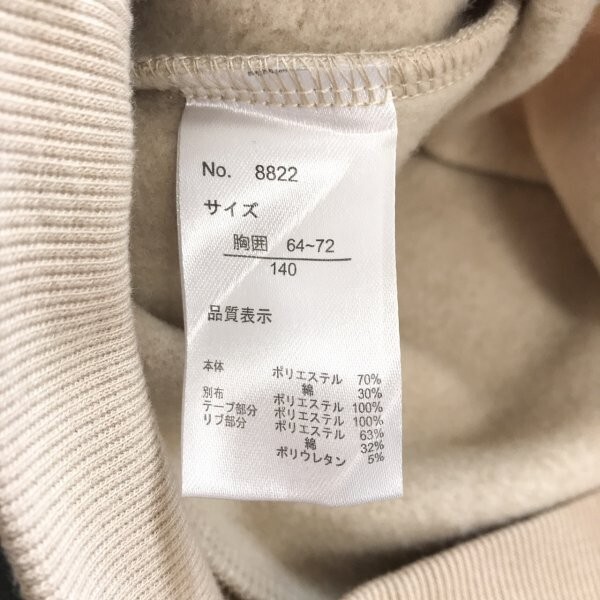 No. 8822
サイズ
胸囲 64~72
140
品質表示
本体 ポリエステル 70%
綿 30%
別布 ポリエステル 100%
テープ部分 ポリエステル 100%
リブ部分 ポリエステル 63%
綿 32%
ポリウレタン 5%